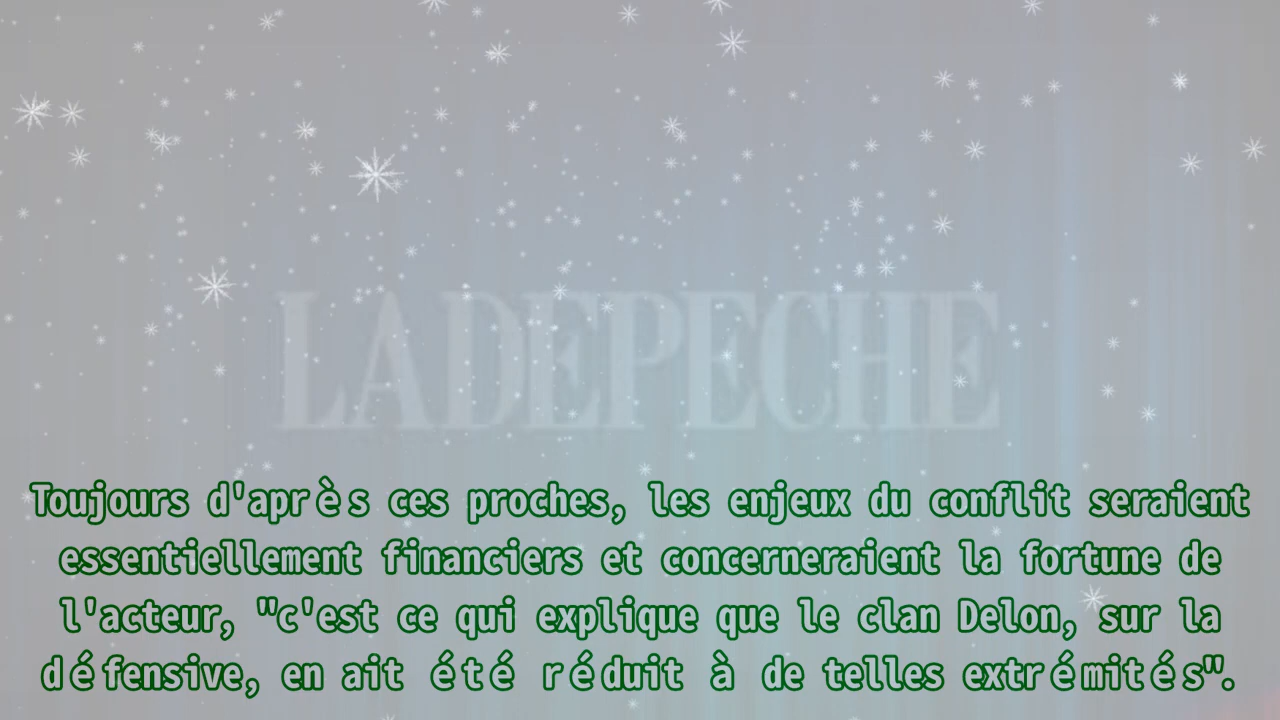 LADEPECHE
Toujours d'après ces proches, les enjeux du conflit seraient
essentiellement financiers et concerneraient la fortune de
l'acteur, "c'est ce qui explique que le clan Delon, sur la
défensive, en ait été réduit à de telles extrémités".